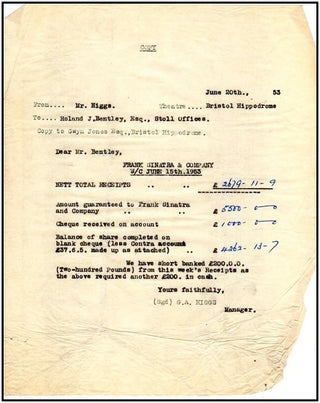 COPY
June 20th., 53
From.... Mr. Higgs. Theatre.... Bristol Hippodrome
To.... Roland J.Bentley, Esq., Stoll Offices.
Copy to Gwyn Jones Esq.,Bristol Hippodrome.
Dear Mr. Bentley,
FRANK SINATRA & COMPANY
W/C JUNE 15th.1953
NETT TOTAL RECEIPTS .. .. £ 2679-11-9
Amount guaranteed to Frank Sinatra
and Company .. .. £ 5500-0-0
Cheque received on account £ 1000-0-0
Balance of share completed on
blank cheque (less Contra account
£37.6.5. made up as attached) .. £ 4262-13-7
We have short banked £200.0.0.
(Two-hundred Pounds) from this week's Receipts as
the above required another £200. in cash.
Yours faithfully,
(Sgd) G.A. HIGGS
Manager.